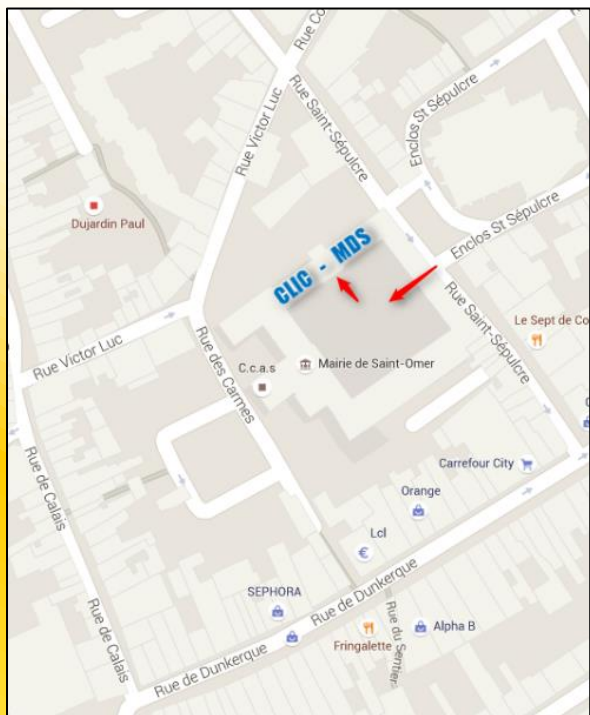 Rue Co
Rue Victor Luc
Rue Saint-Sépulcre
Enclos St Sépulcre
Dujardin Paul
CLIC - MDS
Enclos St Sépulcre
Rue Saint-Sépulcre
Le Sept de Co
Rue Victor Luc
Rue des Carmes
C.c.a.s
Mairie de Saint-Omer
Rue de Calais
Carrefour City
Orange
Lcl
SEPHORA
Rue de Dunkerque
Alpha B
Fringalette
Rue du Sentier
Rue de Calais
Rue de Dunkerque